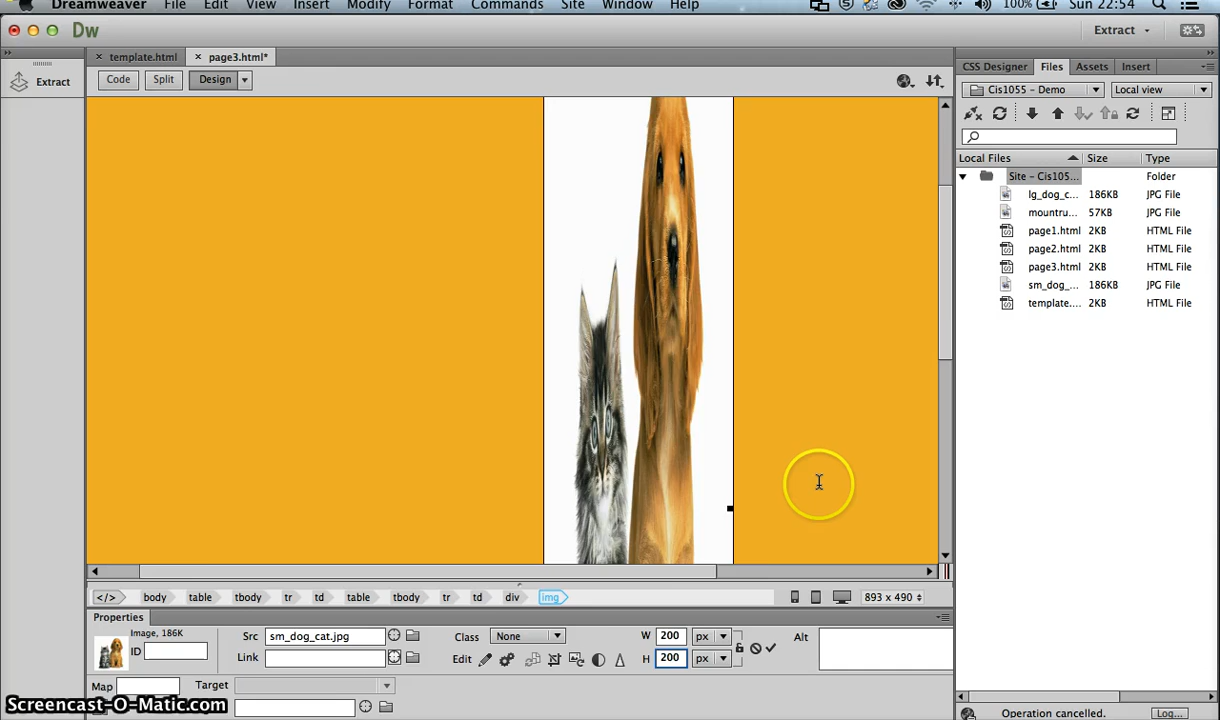 Dreamweaver File Edit View Insert Modify Format Commands Site Window Help 100% Sun 22:54
Dw Extract
× template.html × page3.html* CSS Designer Files Assets Insert
Extract Code Split Design Cis1055 - Demo Local view
Local Files Size Type
Site – Cis105... Folder
lg_dog_c... 186KB JPG File
mountru... 57KB JPG File
page1.html 2KB HTML File
page2.html 2KB HTML File
page3.html 2KB HTML File
sm_dog_... 186KB JPG File
template.... 2KB HTML File
</> body table tbody tr td table tbody tr td div img 893 x 490
Properties
Image, 186K Src sm_dog_cat.jpg Class None W 200 px Alt
ID Link Edit H 200 px
Map Target
Screencast-O-Matic.com Operation cancelled. Log...